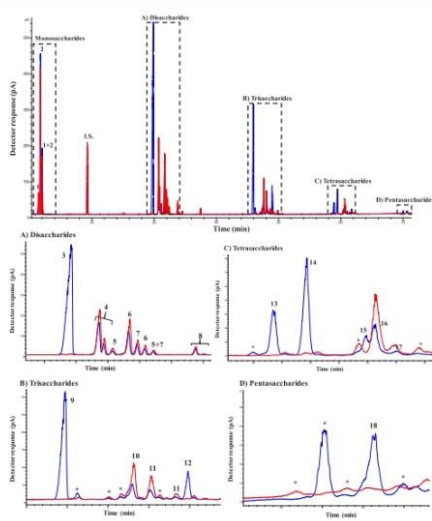 Monosaccharides
A) Disaccharides
2
1+2
I.S.
B) Trisaccharides
C) Tetrasaccharides
D) Pentasaccharides
Detector response (pA)
Time (min)
A) Disaccharides
3
4
5
6
7
6
5+7
8
Detector response (pA)
Time (min)
C) Tetrasaccharides
*
13
14
*
15
16
17
*
Detector response (pA)
Time (min)
B) Trisaccharides
9
*
*
*
10
11
*
11
12
Detector response (pA)
Time (min)
D) Pentasaccharides
*
*
*
18
*
Detector response (pA)
Time (min)